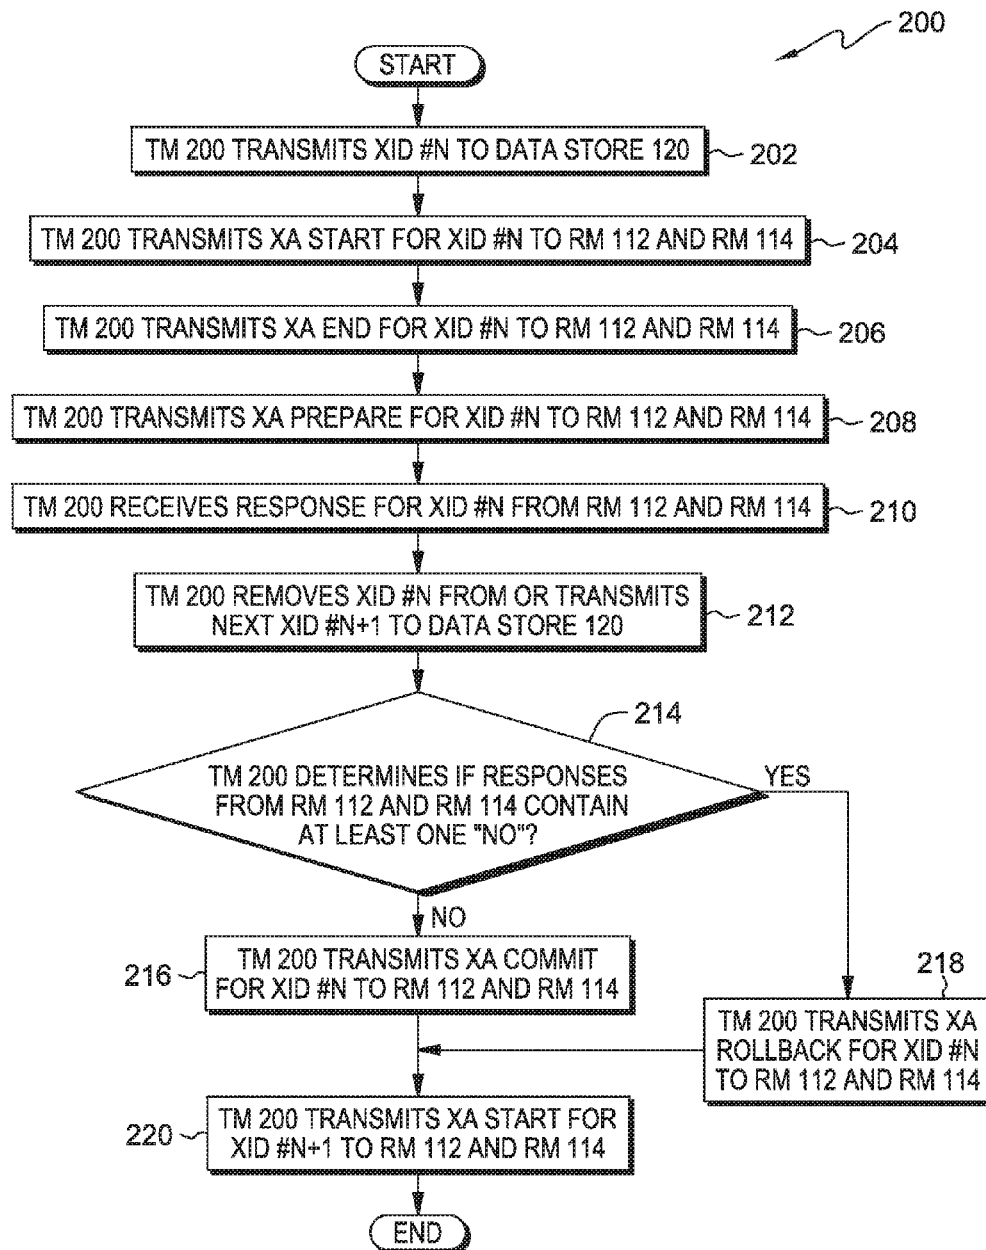 200
START
TM 200 TRANSMITS XID #N TO DATA STORE 120
202
TM 200 TRANSMITS XA START FOR XID #N TO RM 112 AND RM 114
204
TM 200 TRANSMITS XA END FOR XID #N TO RM 112 AND RM 114
206
TM 200 TRANSMITS XA PREPARE FOR XID #N TO RM 112 AND RM 114
208
TM 200 RECEIVES RESPONSE FOR XID #N FROM RM 112 AND RM 114
210
TM 200 REMOVES XID #N FROM OR TRANSMITS
NEXT XID #N+1 TO DATA STORE 120
212
214
TM 200 DETERMINES IF RESPONSES
FROM RM 112 AND RM 114 CONTAIN
AT LEAST ONE "NO"?
YES
NO
216
TM 200 TRANSMITS XA COMMIT
FOR XID #N TO RM 112 AND RM 114
218
TM 200 TRANSMITS XA
ROLLBACK FOR XID #N
TO RM 112 AND RM 114
220
TM 200 TRANSMITS XA START FOR
XID #N+1 TO RM 112 AND RM 114
END